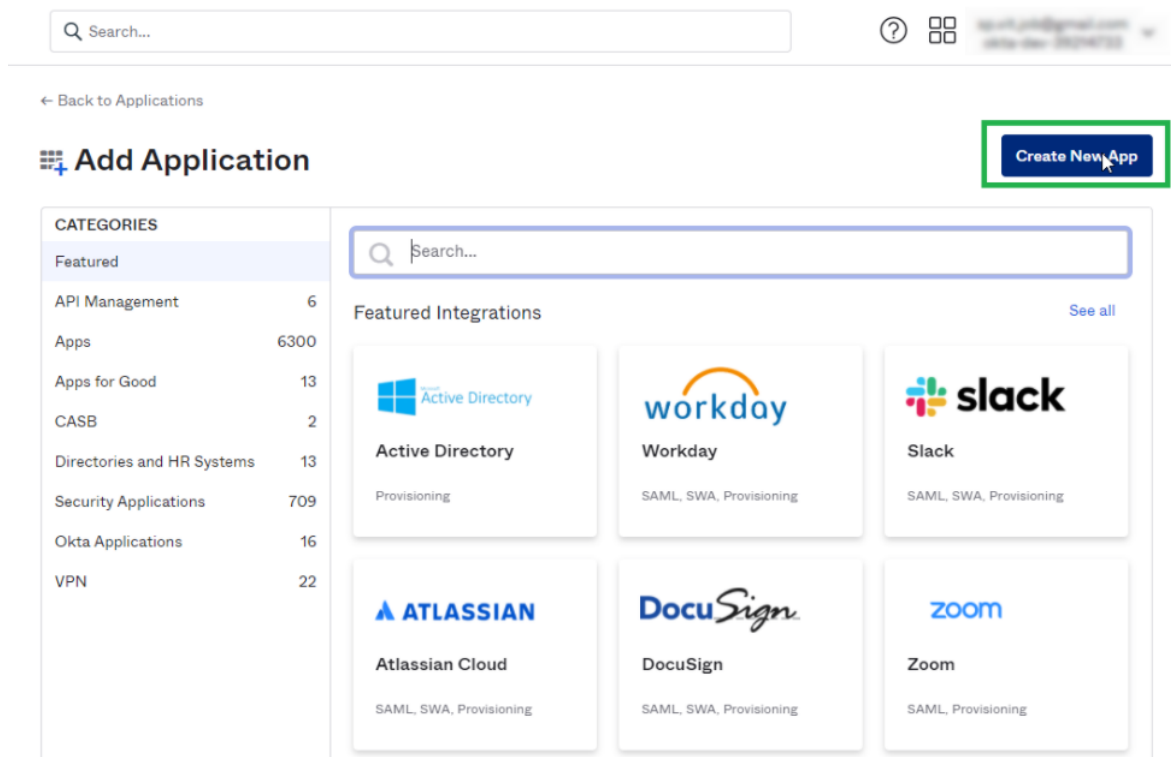 Search...
← Back to Applications
Add Application
Create New App
CATEGORIES
Featured
API Management 6
Apps 6300
Apps for Good 13
CASB 2
Directories and HR Systems 13
Security Applications 709
Okta Applications 16
VPN 22
Search...
Featured Integrations
See all
Microsoft
Active Directory
Active Directory
Provisioning
workday
Workday
SAML, SWA, Provisioning
slack
Slack
SAML, SWA, Provisioning
ATLASSIAN
Atlassian Cloud
SAML, SWA, Provisioning
DocuSign
DocuSign
SAML, SWA, Provisioning
zoom
Zoom
SAML, Provisioning